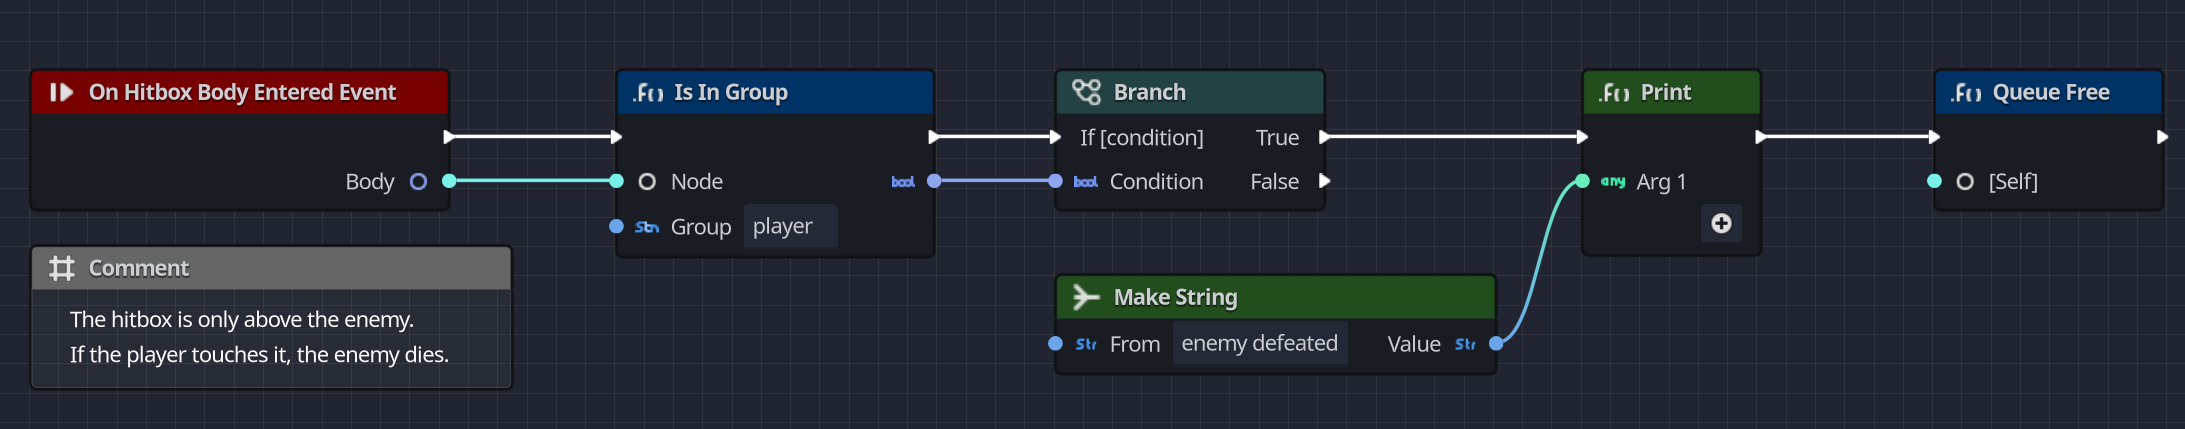 On Hitbox Body Entered Event
Body
Comment
The hitbox is only above the enemy.
If the player touches it, the enemy dies.
.F() Is In Group
Node
bool
Group player
Branch
If [condition] True
bool Condition False
Make String
Str From enemy defeated Value Str
.F() Print
any Arg 1
.F() Queue Free
[Self]